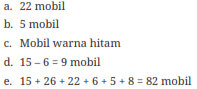 a. 22 mobil
b. 5 mobil
c. Mobil warna hitam
d. 15 – 6 = 9 mobil
e. 15 + 26 + 22 + 6 + 5 + 8 = 82 mobil